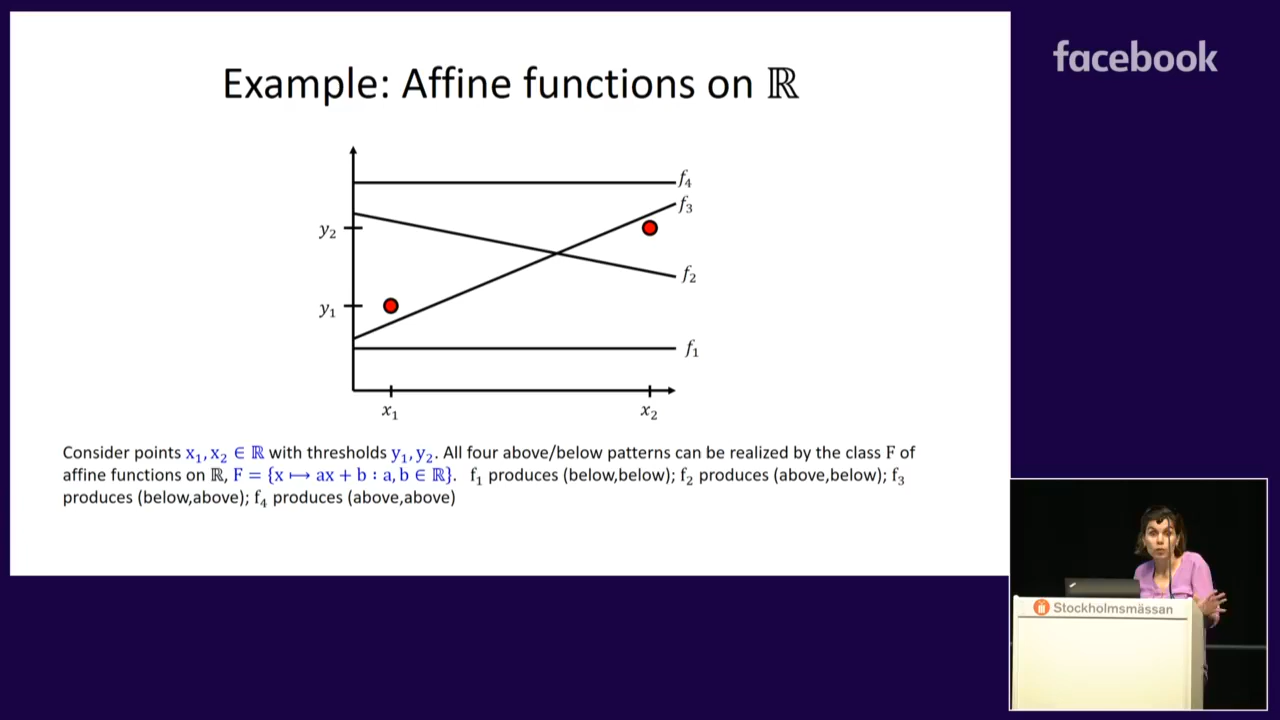 Example: Affine functions on ℝ
facebook
f₄
f₃
y₂
f₂
y₁
f₁
x₁
x₂
Consider points x₁, x₂ ∈ ℝ with thresholds y₁, y₂. All four above/below patterns can be realized by the class F of
affine functions on ℝ, F = {x ⟼ ax + b : a, b ∈ ℝ}. f₁ produces (below,below); f₂ produces (above,below); f₃
produces (below,above); f₄ produces (above,above)
Stockholmsmässan